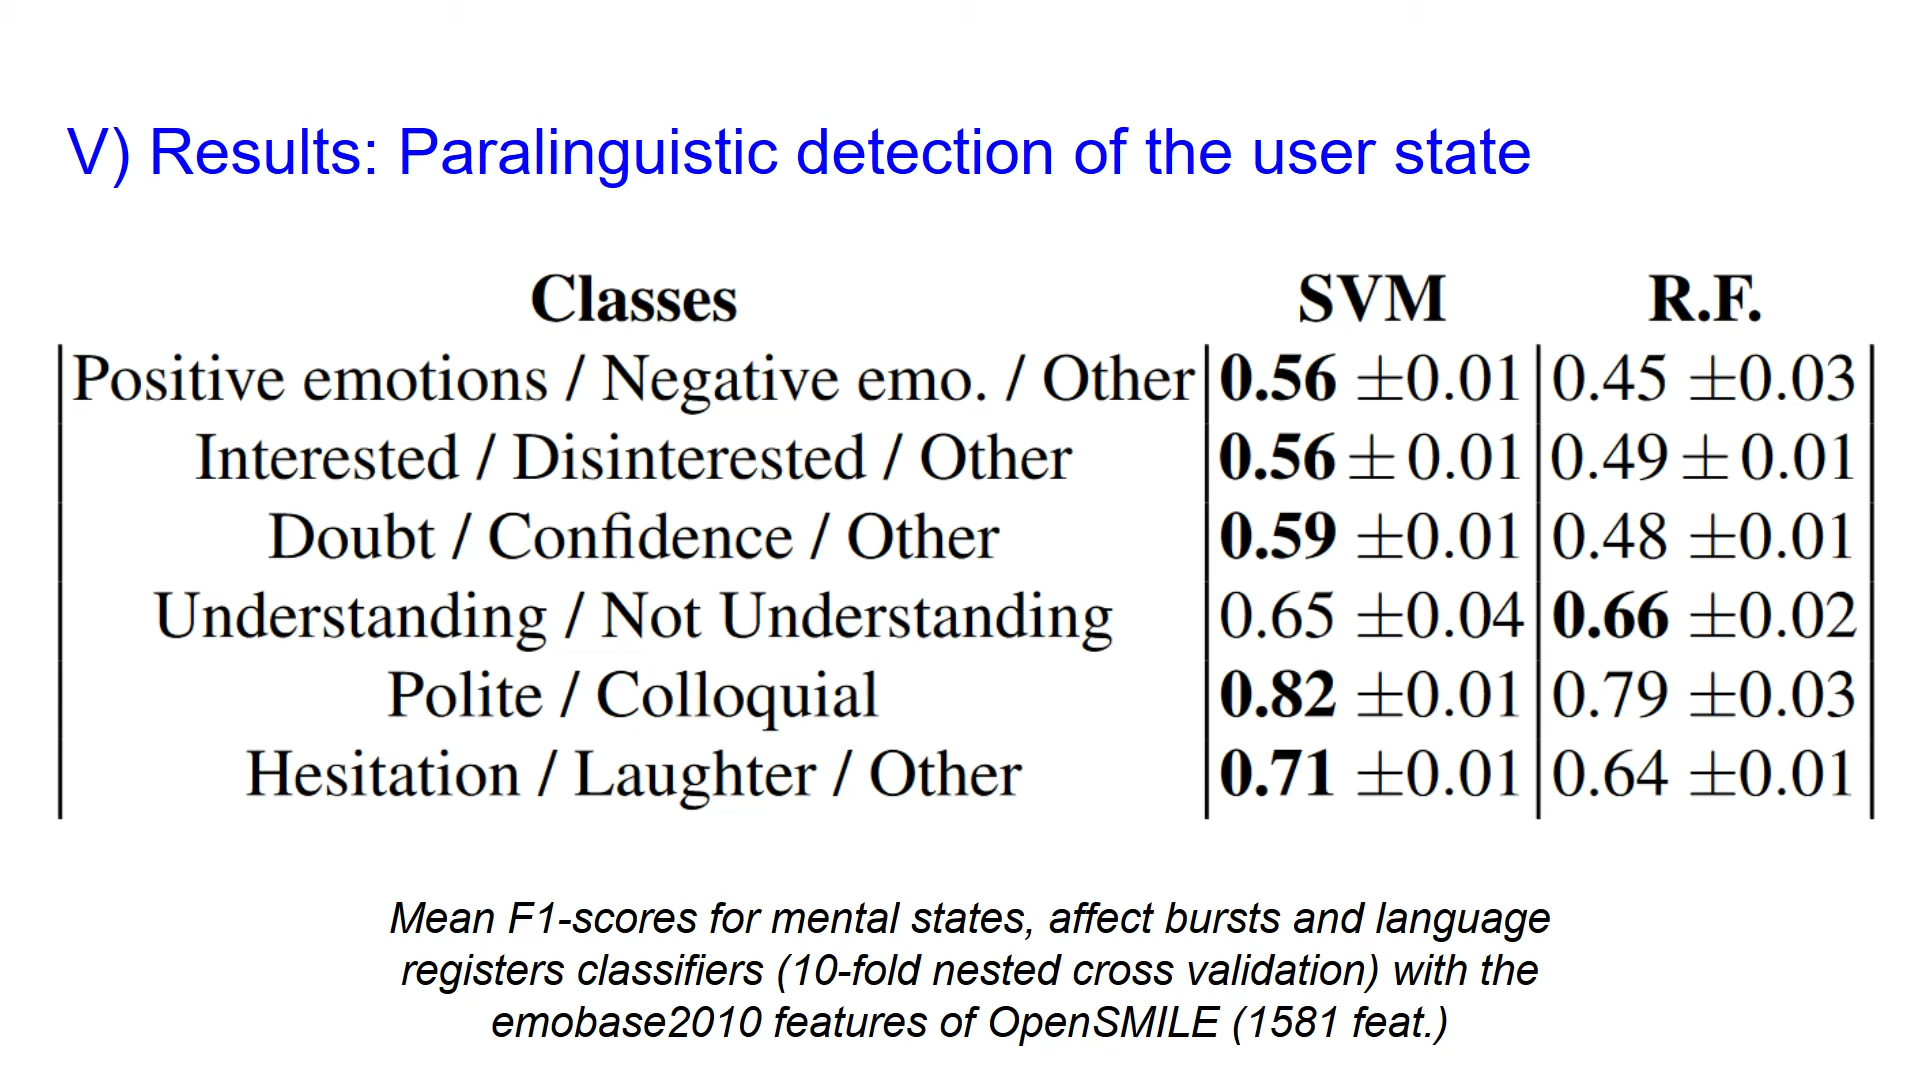 V) Results: Paralinguistic detection of the user state
Classes SVM R.F.
Positive emotions / Negative emo. / Other 0.56 ±0.01 0.45 ±0.03
Interested / Disinterested / Other 0.56 ± 0.01 0.49 ± 0.01
Doubt / Confidence / Other 0.59 ±0.01 0.48 ±0.01
Understanding / Not Understanding 0.65 ±0.04 0.66 ±0.02
Polite / Colloquial 0.82 ±0.01 0.79 ±0.03
Hesitation / Laughter / Other 0.71 ±0.01 0.64 ±0.01
Mean F1-scores for mental states, affect bursts and language
registers classifiers (10-fold nested cross validation) with the
emobase2010 features of OpenSMILE (1581 feat.)